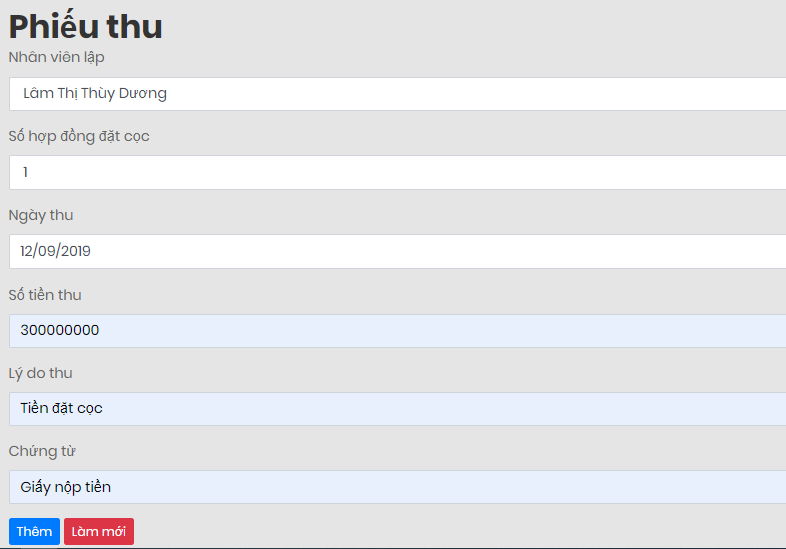 Phiếu thu
Nhân viên lập
Lâm Thị Thùy Dương
Số hợp đồng đặt cọc
1
Ngày thu
12/09/2019
Số tiền thu
300000000
Lý do thu
Tiền đặt cọc
Chứng từ
Giấy nộp tiền
Thêm Làm mới